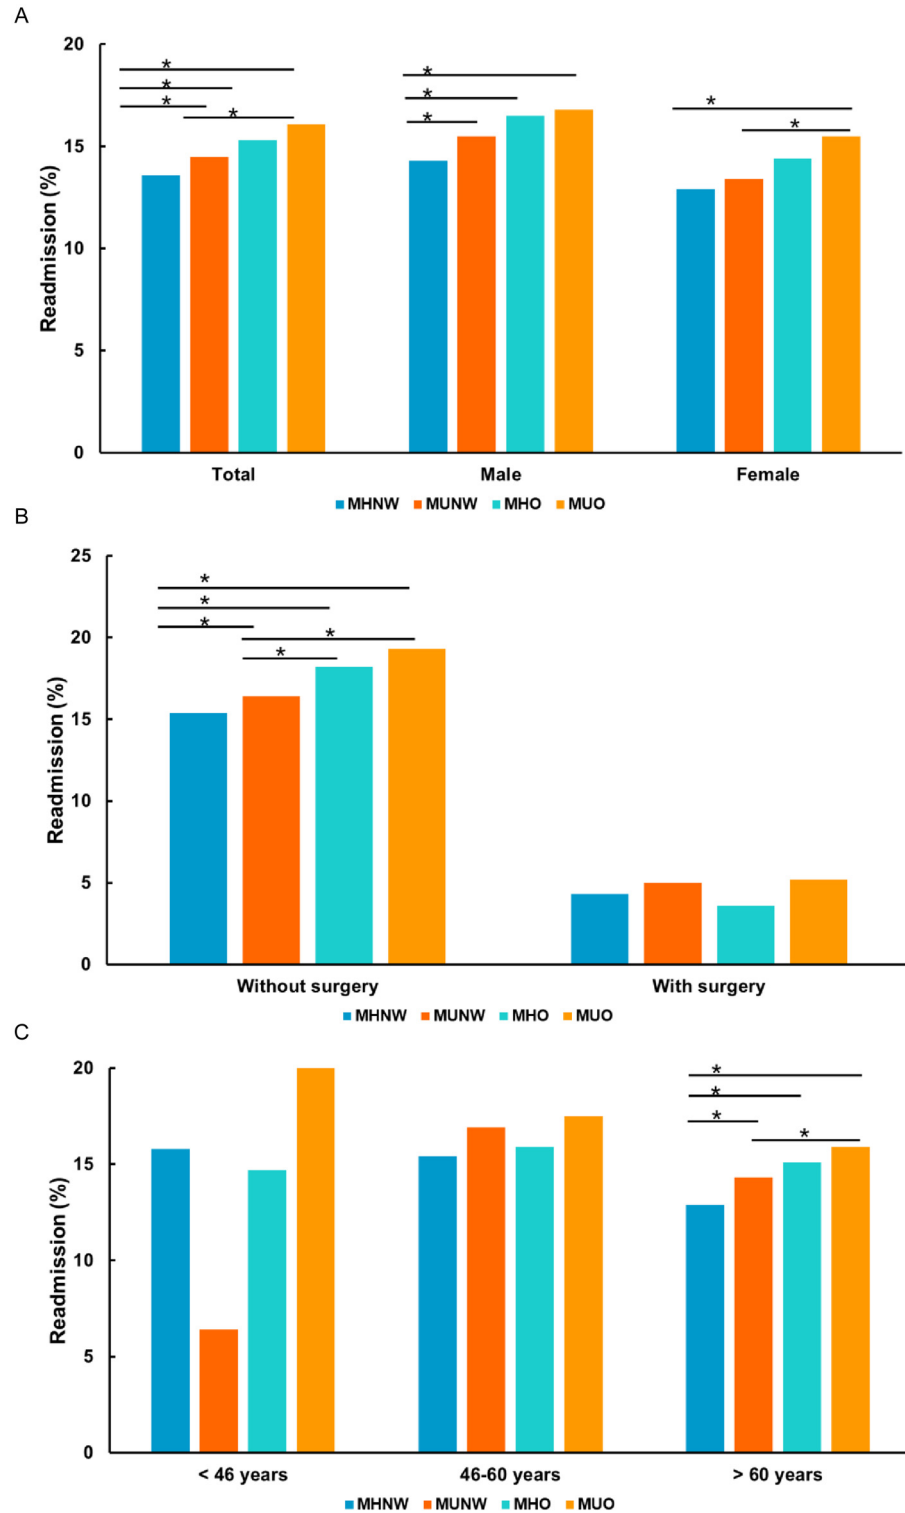 A
20
15
10
5
0
Readmission (%)
* * * *
* * *
* *
Total Male Female
MHNW MUNW MHO MUO
B
25
20
15
10
5
0
Readmission (%)
* * * * *
Without surgery With surgery
MHNW MUNW MHO MUO
C
20
15
10
5
0
Readmission (%)
* * * *
< 46 years 46-60 years > 60 years
MHNW MUNW MHO MUO